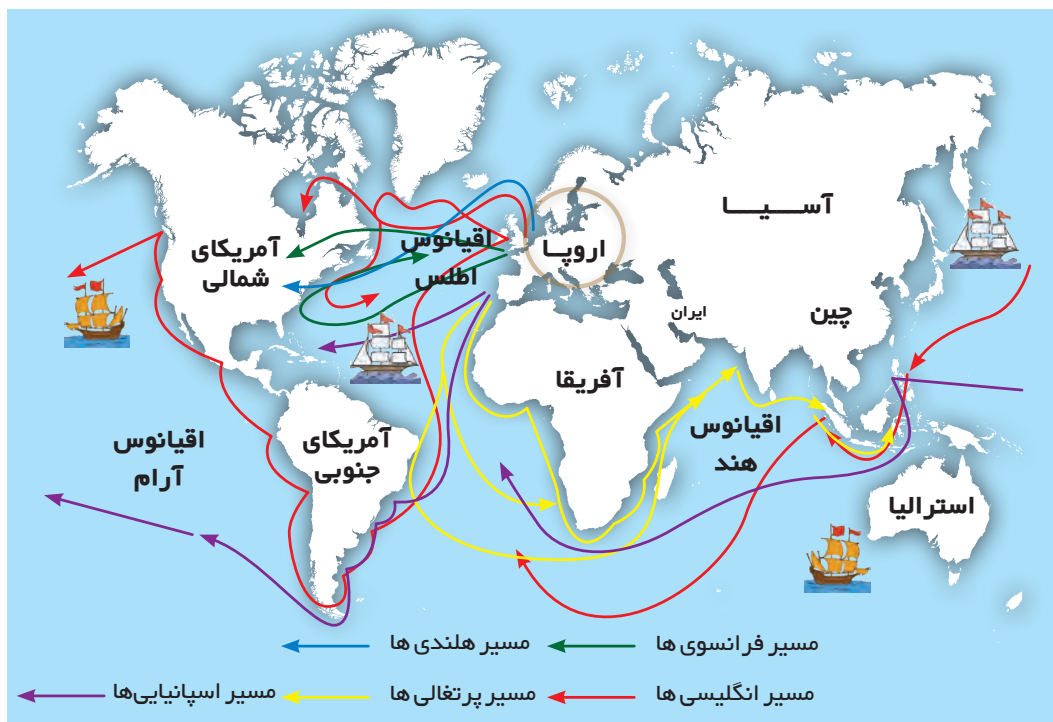 آســیــا
اقیانوس
اطلس
اروپـا
آمریکای
شمالی
ایران
چین
آفریقا
اقیانوس
هند
آمریکای
جنوبی
اقیانوس
آرام
استرالیا
مسیر فرانسوی ها
مسیر هلندی ها
مسیر انگلیسی ها
مسیر پرتغالی ها
مسیر اسپانیایی‌ها